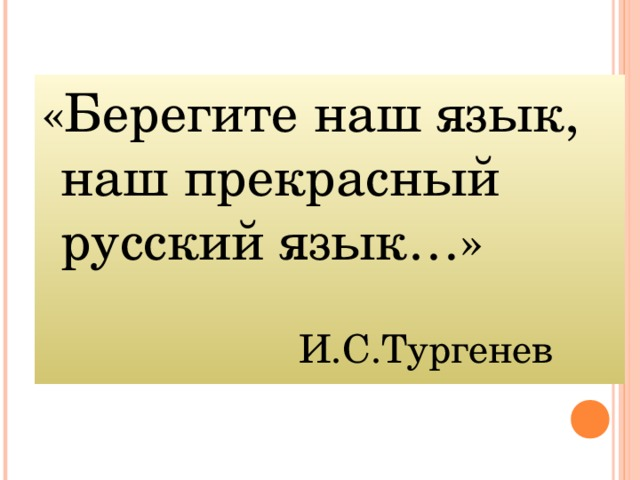 «Берегите наш язык,
наш прекрасный
русский язык…»
И.С.Тургенев